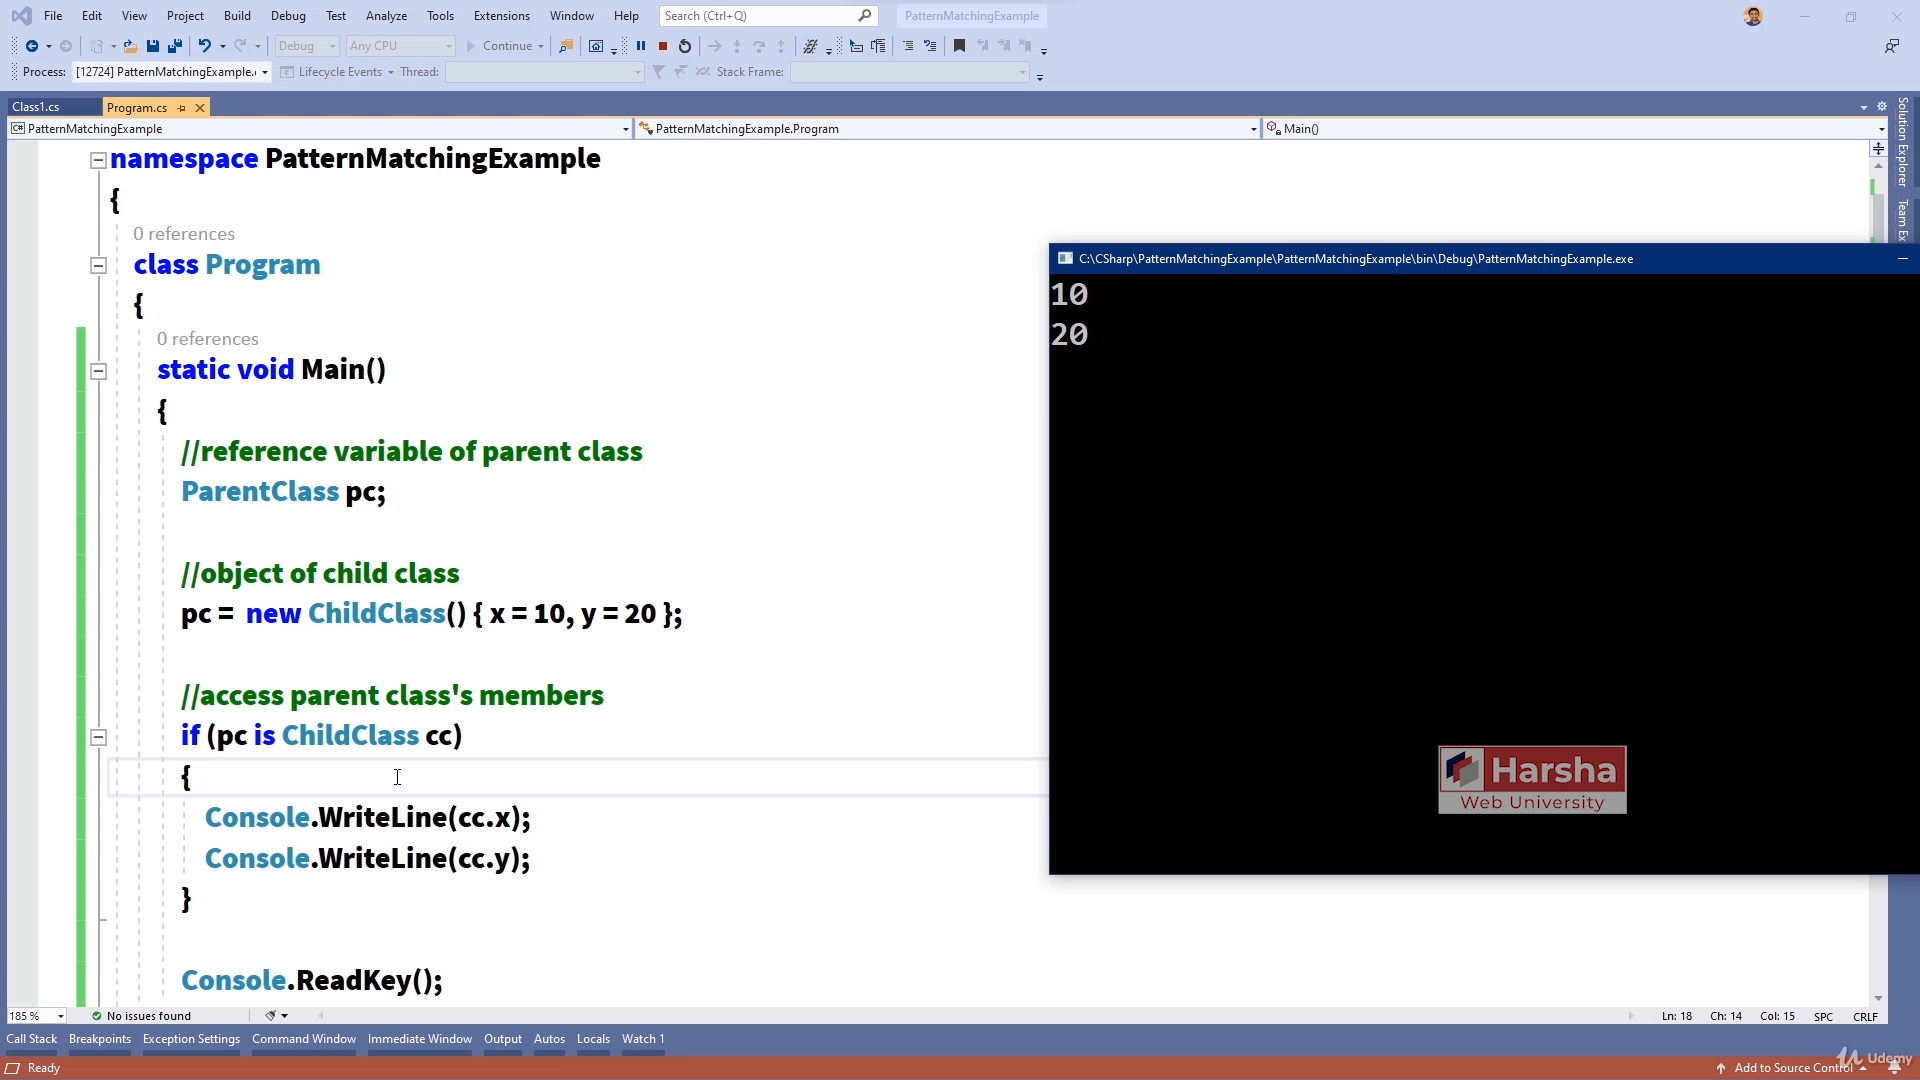 File Edit View Project Build Debug Test Analyze Tools Extensions Window Help Search (Ctrl+Q) PatternMatchingExample
Debug Any CPU Continue
Process: [12724] PatternMatchingExample. Lifecycle Events Thread: Stack Frame:
Class1.cs Program.cs
PatternMatchingExample PatternMatchingExample.Program Main()
Solution Explorer
Team Ex
namespace PatternMatchingExample
{
0 references
class Program
{
0 references
static void Main()
{
//reference variable of parent class
ParentClass pc;
//object of child class
pc = new ChildClass() { x = 10, y = 20 };
//access parent class's members
if (pc is ChildClass cc)
{
Console.WriteLine(cc.x);
Console.WriteLine(cc.y);
}
Console.ReadKey();
C:\CSharp\PatternMatchingExample\PatternMatchingExample\bin\Debug\PatternMatchingExample.exe
10
20
Harsha
Web University
185 % No issues found Ln: 18 Ch: 14 Col: 15 SPC CRLF
Call Stack Breakpoints Exception Settings Command Window Immediate Window Output Autos Locals Watch 1
Ready Add to Source Control
Udemy